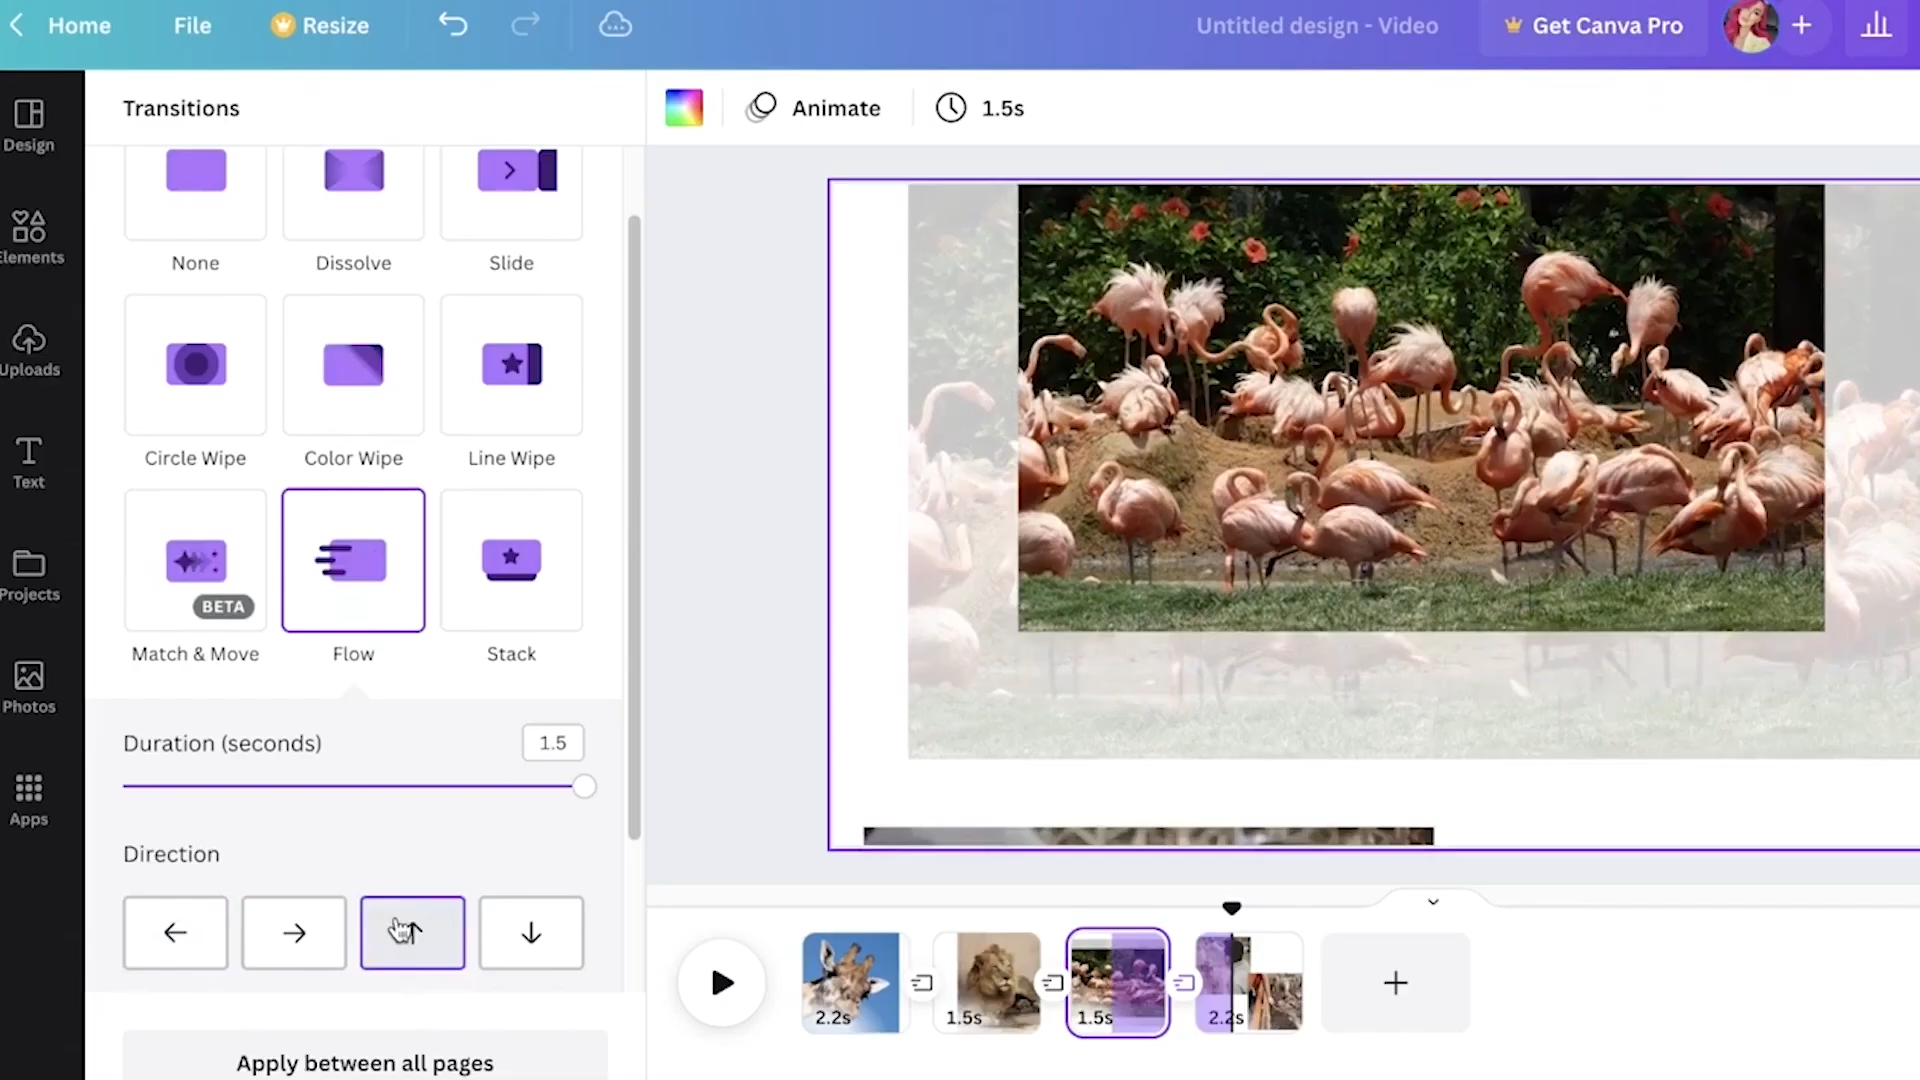 Home File Resize Untitled design - Video Get Canva Pro
Design
Elements
Uploads
Text
Projects
Photos
Apps
Transitions
None Dissolve Slide
Circle Wipe Color Wipe Line Wipe
BETA
Match & Move Flow Stack
Duration (seconds) 1.5
Direction
Apply between all pages
Animate 1.5s
2.2s 1.5s 1.5s 2.2s